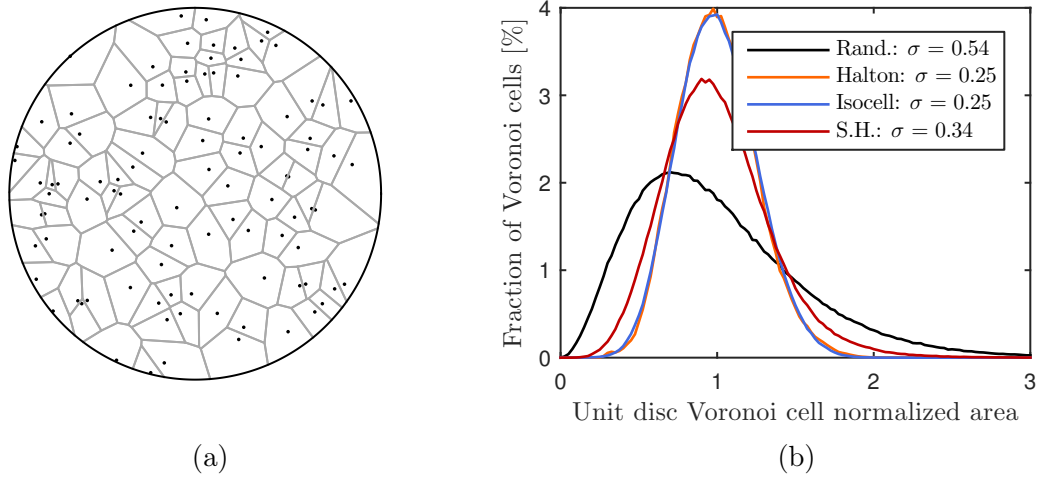 4
3
2
1
0
Fraction of Voronoi cells [%]
Rand.: σ = 0.54
Halton: σ = 0.25
Isocell: σ = 0.25
S.H.: σ = 0.34
0 1 2 3
Unit disc Voronoi cell normalized area
(a) (b)